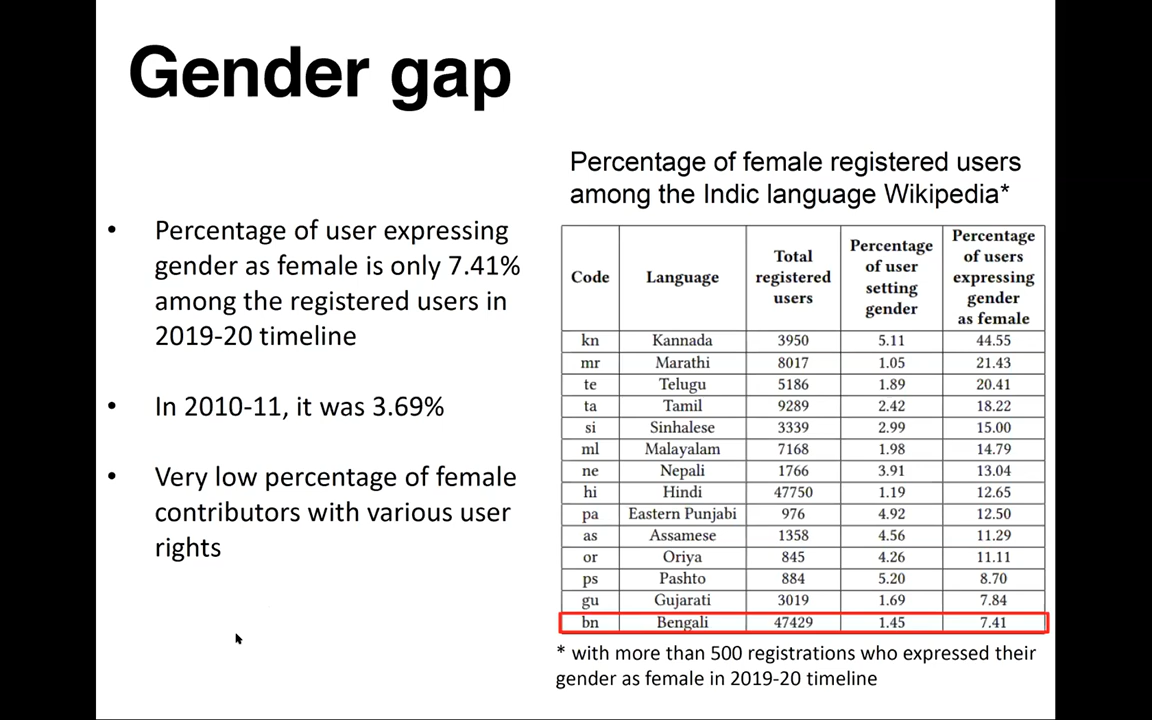 Gender gap
• Percentage of user expressing
gender as female is only 7.41%
among the registered users in
2019-20 timeline
• In 2010-11, it was 3.69%
• Very low percentage of female
contributors with various user
rights
Percentage of female registered users
among the Indic language Wikipedia*
Code Language Total registered users Percentage of user setting gender Percentage of users expressing gender as female
kn Kannada 3950 5.11 44.55
mr Marathi 8017 1.05 21.43
te Telugu 5186 1.89 20.41
ta Tamil 9289 2.42 18.22
si Sinhalese 3339 2.99 15.00
ml Malayalam 7168 1.98 14.79
ne Nepali 1766 3.91 13.04
hi Hindi 47750 1.19 12.65
pa Eastern Punjabi 976 4.92 12.50
as Assamese 1358 4.56 11.29
or Oriya 845 4.26 11.11
ps Pashto 884 5.20 8.70
gu Gujarati 3019 1.69 7.84
bn Bengali 47429 1.45 7.41
* with more than 500 registrations who expressed their
gender as female in 2019-20 timeline